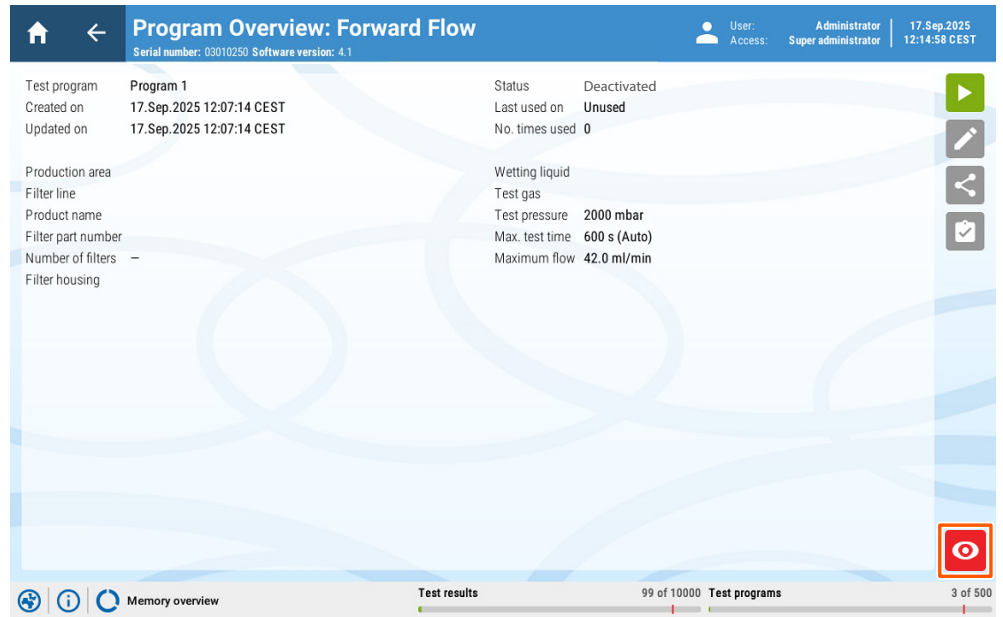 Program Overview: Forward Flow
Serial number: 03010250 Software version: 4.1
User: Administrator
Access: Super administrator
17.Sep.2025
12:14:58 CEST
Test program Program 1
Created on 17.Sep.2025 12:07:14 CEST
Updated on 17.Sep.2025 12:07:14 CEST
Production area
Filter line
Product name
Filter part number
Number of filters –
Filter housing
Status Deactivated
Last used on Unused
No. times used 0
Wetting liquid
Test gas
Test pressure 2000 mbar
Max. test time 600 s (Auto)
Maximum flow 42.0 ml/min
Memory overview
Test results 99 of 10000
Test programs 3 of 500